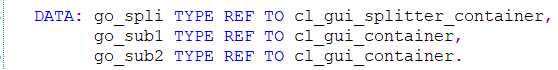 DATA: go_spli TYPE REF TO cl_gui_splitter_container,
go_sub1 TYPE REF TO cl_gui_container,
go_sub2 TYPE REF TO cl_gui_container.